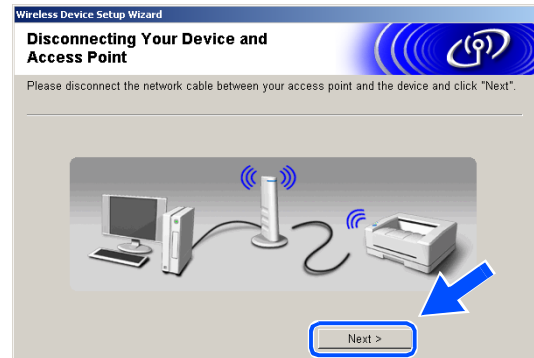 Wireless Device Setup Wizard
Disconnecting Your Device and
Access Point
Please disconnect the network cable between your access point and the device and click "Next".
Next >